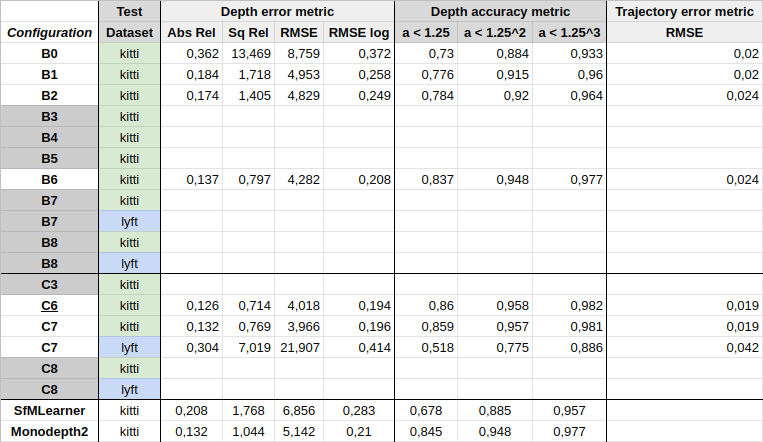 Test Depth error metric Depth accuracy metric Trajectory error metric
Configuration Dataset Abs Rel Sq Rel RMSE RMSE log a < 1.25 a < 1.25^2 a < 1.25^3 RMSE
B0 kitti 0,362 13,469 8,759 0,372 0,73 0,884 0,933 0,02
B1 kitti 0,184 1,718 4,953 0,258 0,776 0,915 0,96 0,02
B2 kitti 0,174 1,405 4,829 0,249 0,784 0,92 0,964 0,024
B3 kitti
B4 kitti
B5 kitti
B6 kitti 0,137 0,797 4,282 0,208 0,837 0,948 0,977 0,024
B7 kitti
B7 lyft
B8 kitti
B8 lyft
C3 kitti
C6 kitti 0,126 0,714 4,018 0,194 0,86 0,958 0,982 0,019
C7 kitti 0,132 0,769 3,966 0,196 0,859 0,957 0,981 0,019
C7 lyft 0,304 7,019 21,907 0,414 0,518 0,775 0,886 0,042
C8 kitti
C8 lyft
SfMLearner kitti 0,208 1,768 6,856 0,283 0,678 0,885 0,957
Monodepth2 kitti 0,132 1,044 5,142 0,21 0,845 0,948 0,977